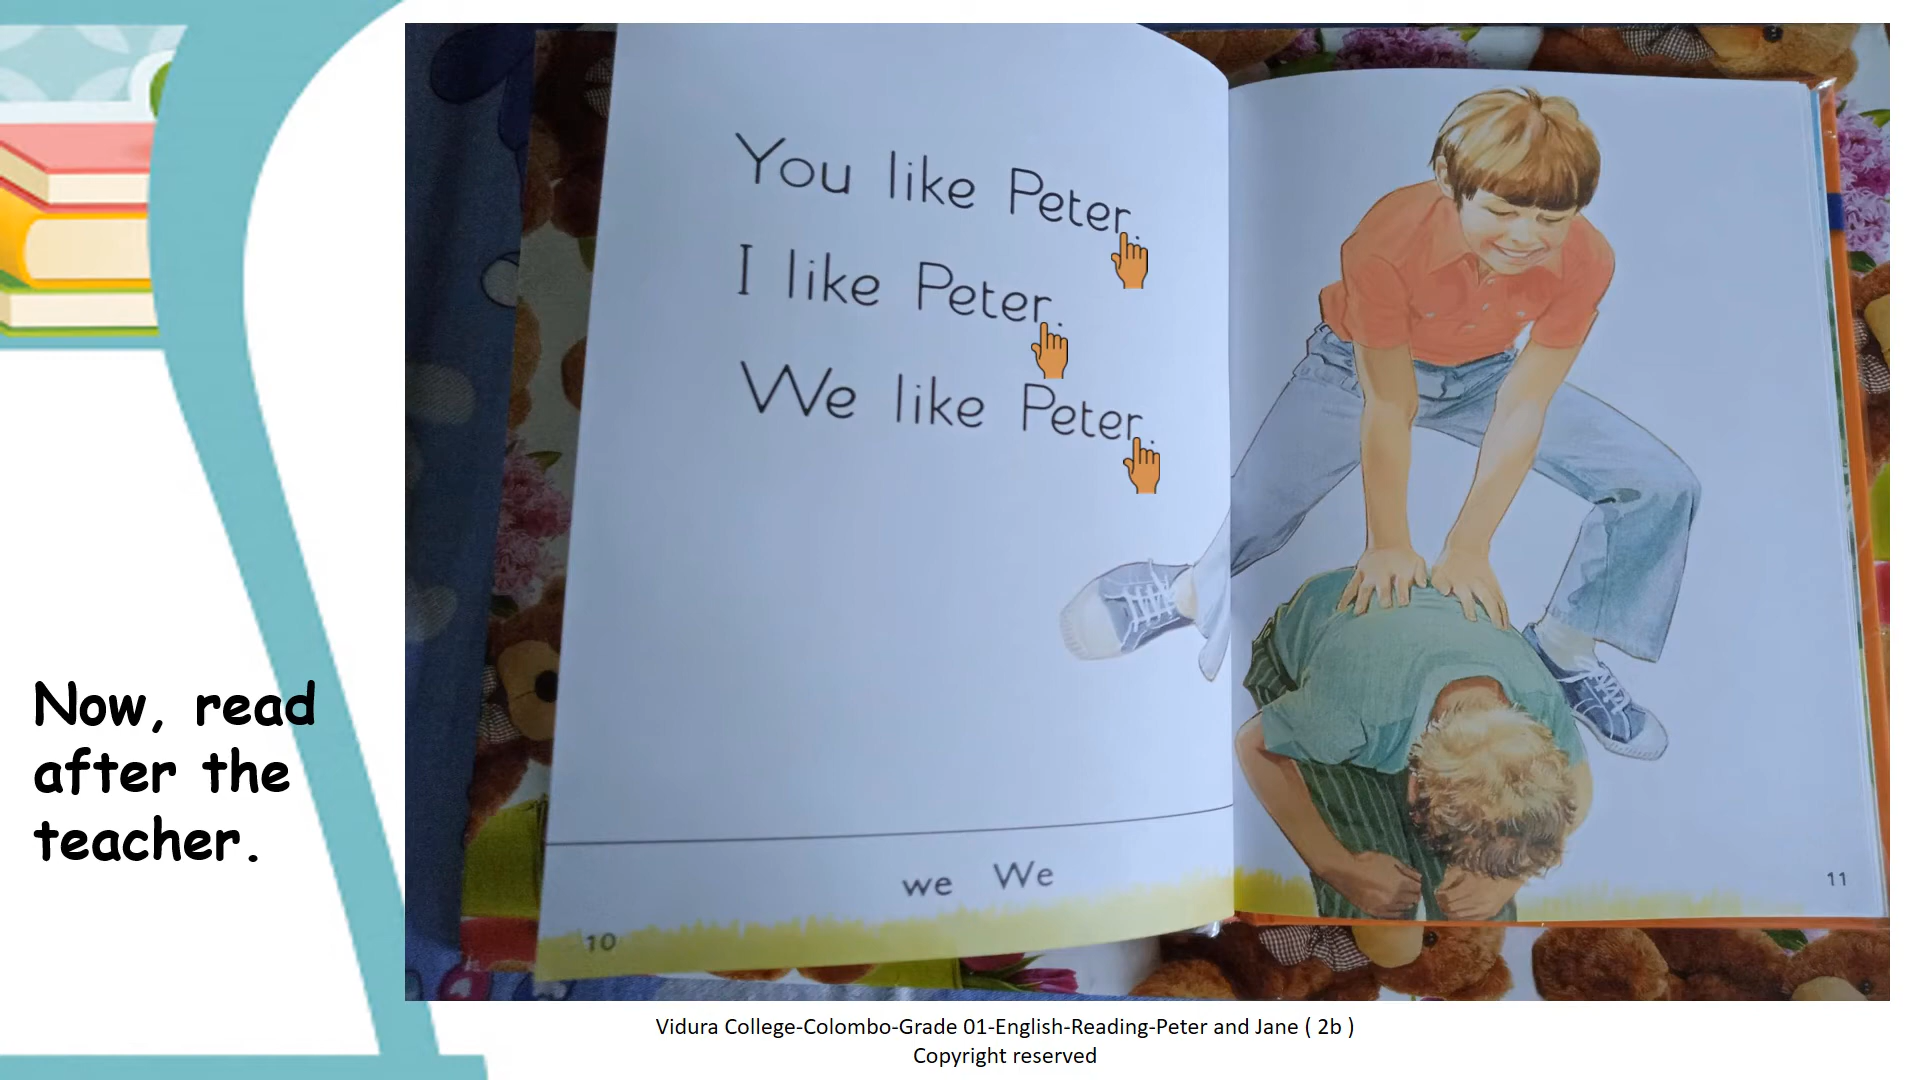 You like Peter.
I like Peter.
We like Peter.
we We
10
11
Now, read
after the
teacher.
Vidura College-Colombo-Grade 01-English-Reading-Peter and Jane ( 2b )
Copyright reserved